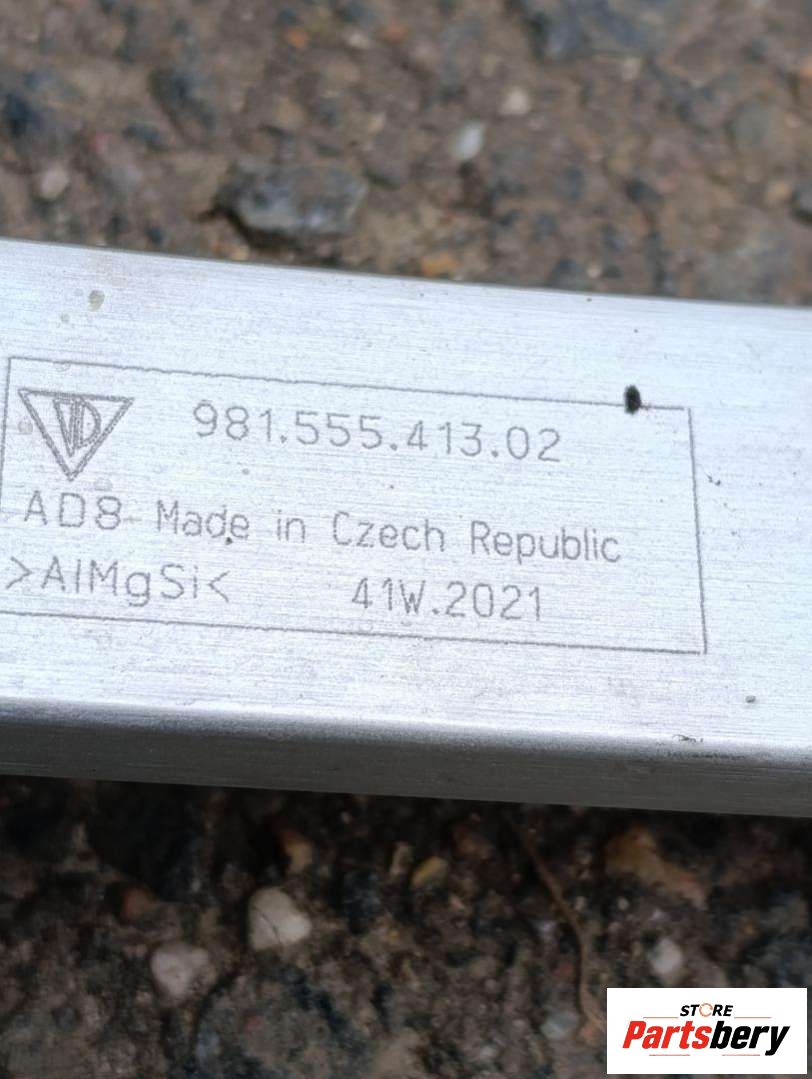 981.555.413.02
AD8 Made in Czech Republic
>AlMgSi< 41W.2021
STORE
Partsbery